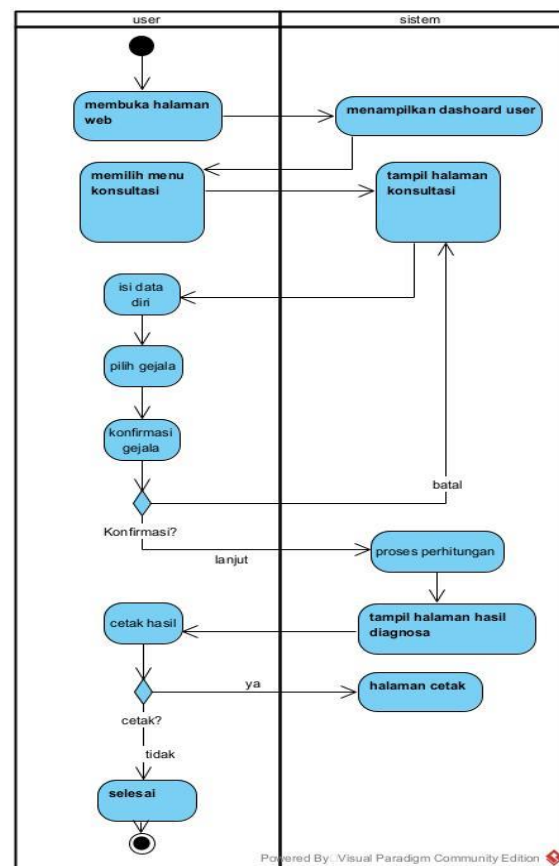 user
sistem
membuka halaman
web
menampilkan dashoard user
memilih menu
konsultasi
tampil halaman
konsultasi
isi data
diri
pilih gejala
konfirmasi
gejala
batal
Konfirmasi?
lanjut
proses perhitungan
cetak hasil
tampil halaman hasil
diagnosa
ya
halaman cetak
cetak?
tidak
selesai
Powered By: Visual Paradigm Community Edition